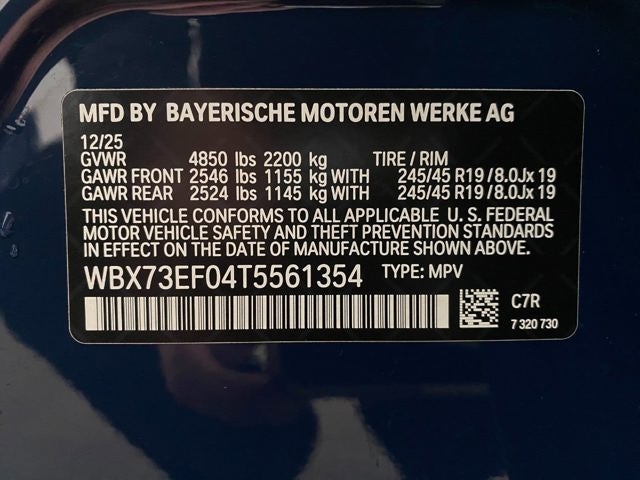 MFD BY BAYERISCHE MOTOREN WERKE AG
12/25
GVWR 4850 lbs 2200 kg TIRE / RIM
GAWR FRONT 2546 lbs 1155 kg WITH 245/45 R19 / 8.0Jx 19
GAWR REAR 2524 lbs 1145 kg WITH 245/45 R19 / 8.0Jx 19
THIS VEHICLE CONFORMS TO ALL APPLICABLE U. S. FEDERAL
MOTOR VEHICLE SAFETY AND THEFT PREVENTION STANDARDS
IN EFFECT ON THE DATE OF MANUFACTURE SHOWN ABOVE.
WBX73EF04T5561354 TYPE: MPV
C7R
7 320 730